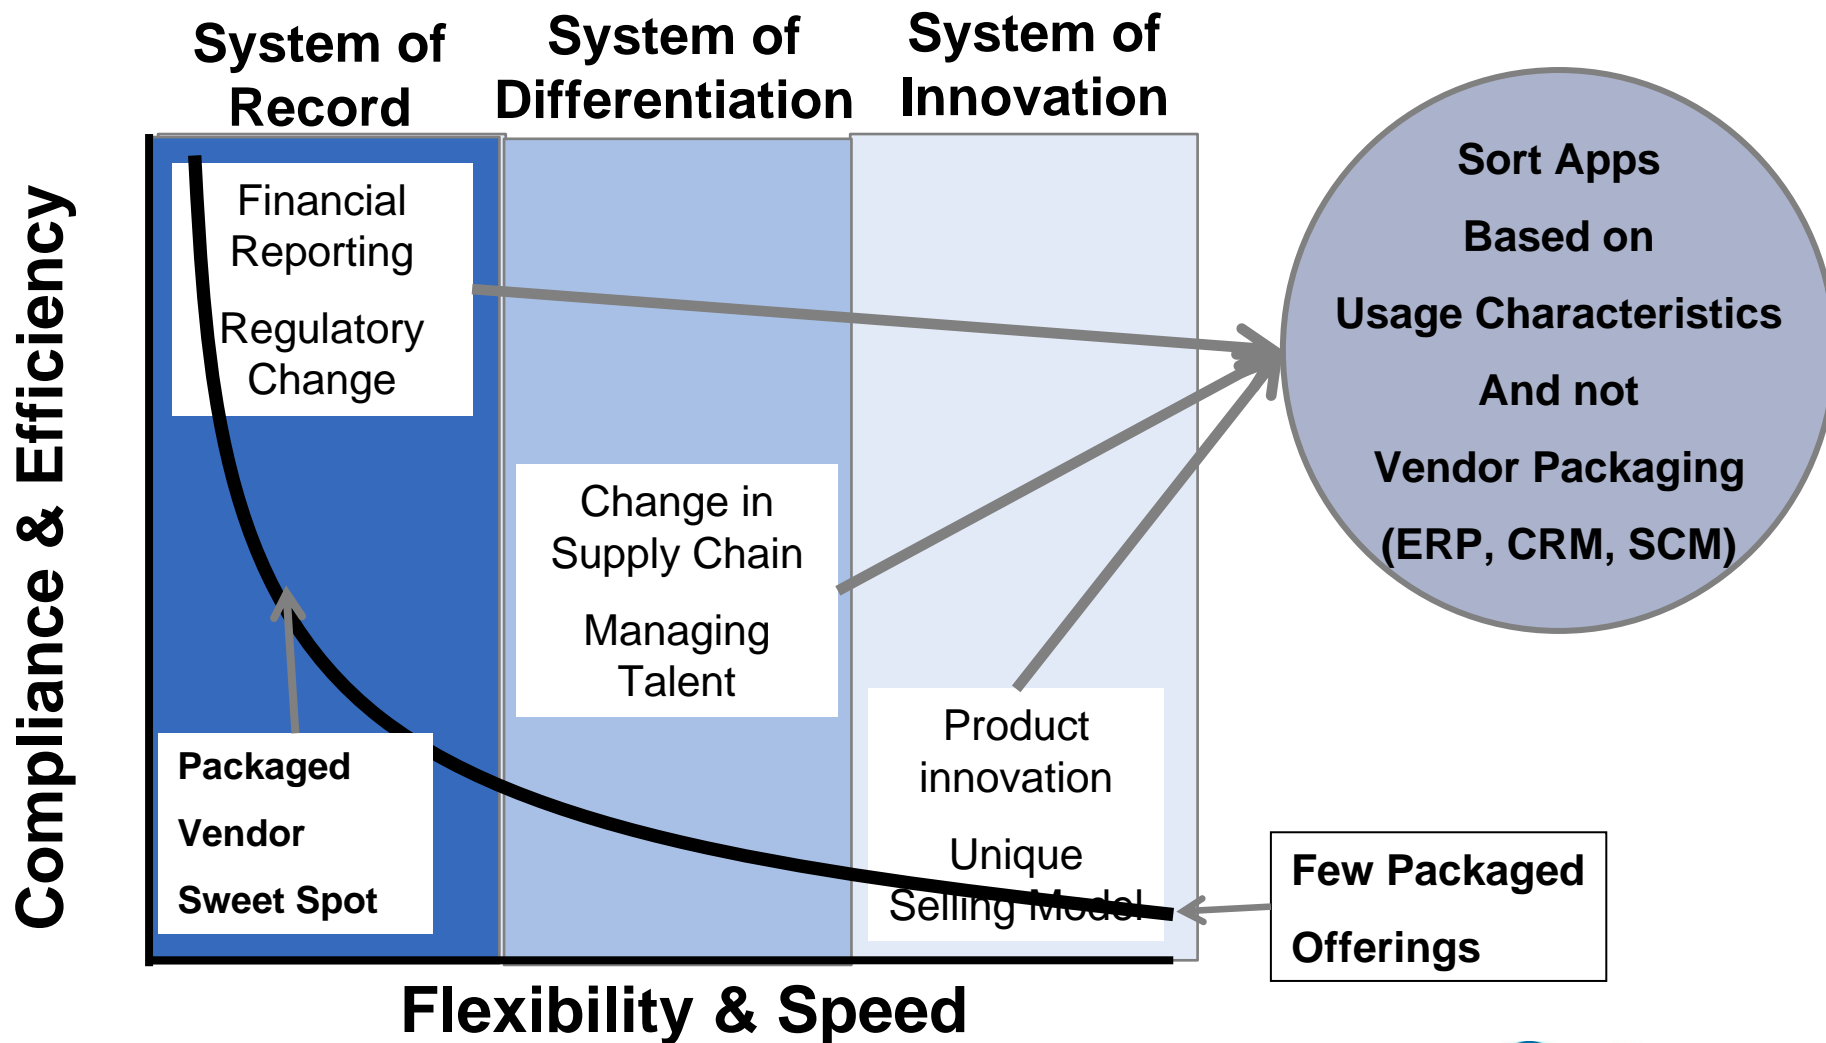 System of
Record
System of
Differentiation
System of
Innovation
Compliance & Efficiency
Financial
Reporting
Regulatory
Change
Packaged
Vendor
Sweet Spot
Change in
Supply Chain
Managing
Talent
Product
innovation
Unique
Selling Model
Sort Apps
Based on
Usage Characteristics
And not
Vendor Packaging
(ERP, CRM, SCM)
Few Packaged
Offerings
Flexibility & Speed